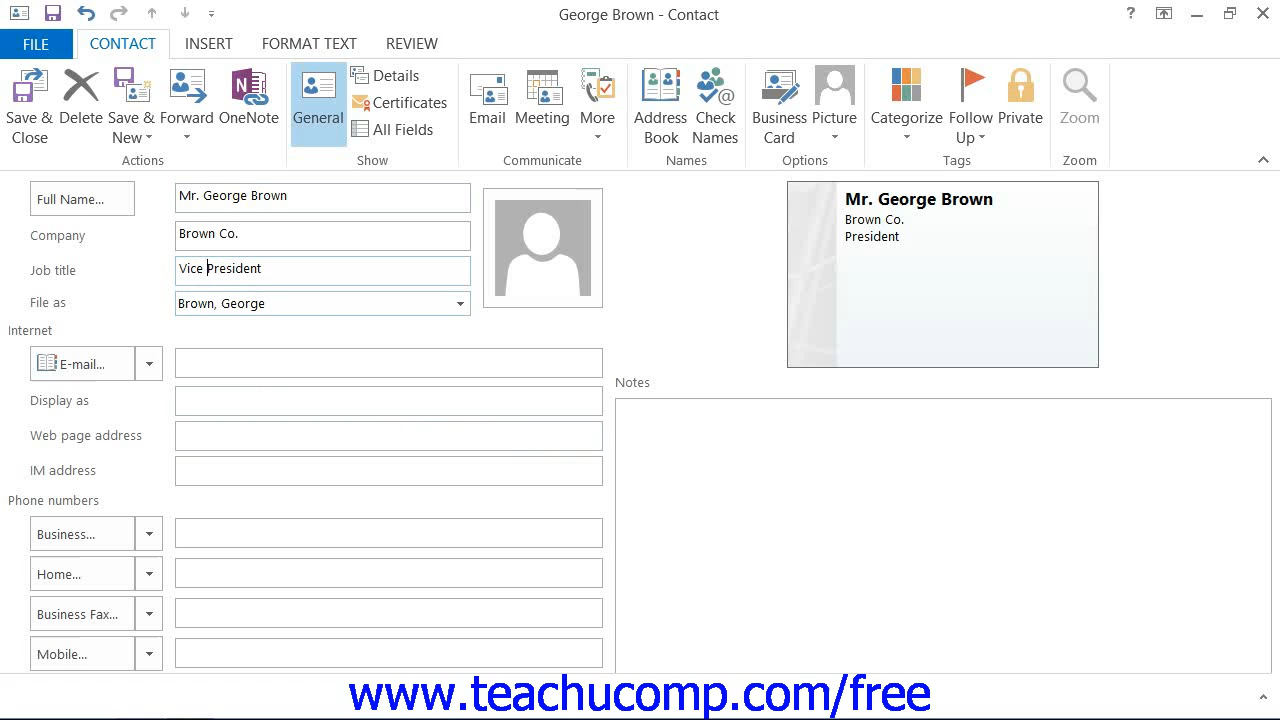 George Brown - Contact
?
FILE CONTACT INSERT FORMAT TEXT REVIEW
Save & Close
Delete
Save & New
Forward
OneNote
Actions
General
Details
Certificates
All Fields
Show
Email
Meeting
More
Communicate
Address Book
Check Names
Names
Business Card
Picture
Options
Categorize
Follow Up
Private
Tags
Zoom
Zoom
Full Name... Mr. George Brown
Company Brown Co.
Job title Vice President
File as Brown, George
Mr. George Brown
Brown Co.
President
Internet
E-mail...
Display as
Web page address
IM address
Phone numbers
Business...
Home...
Business Fax...
Mobile...
Notes
www.teachucomp.com/free